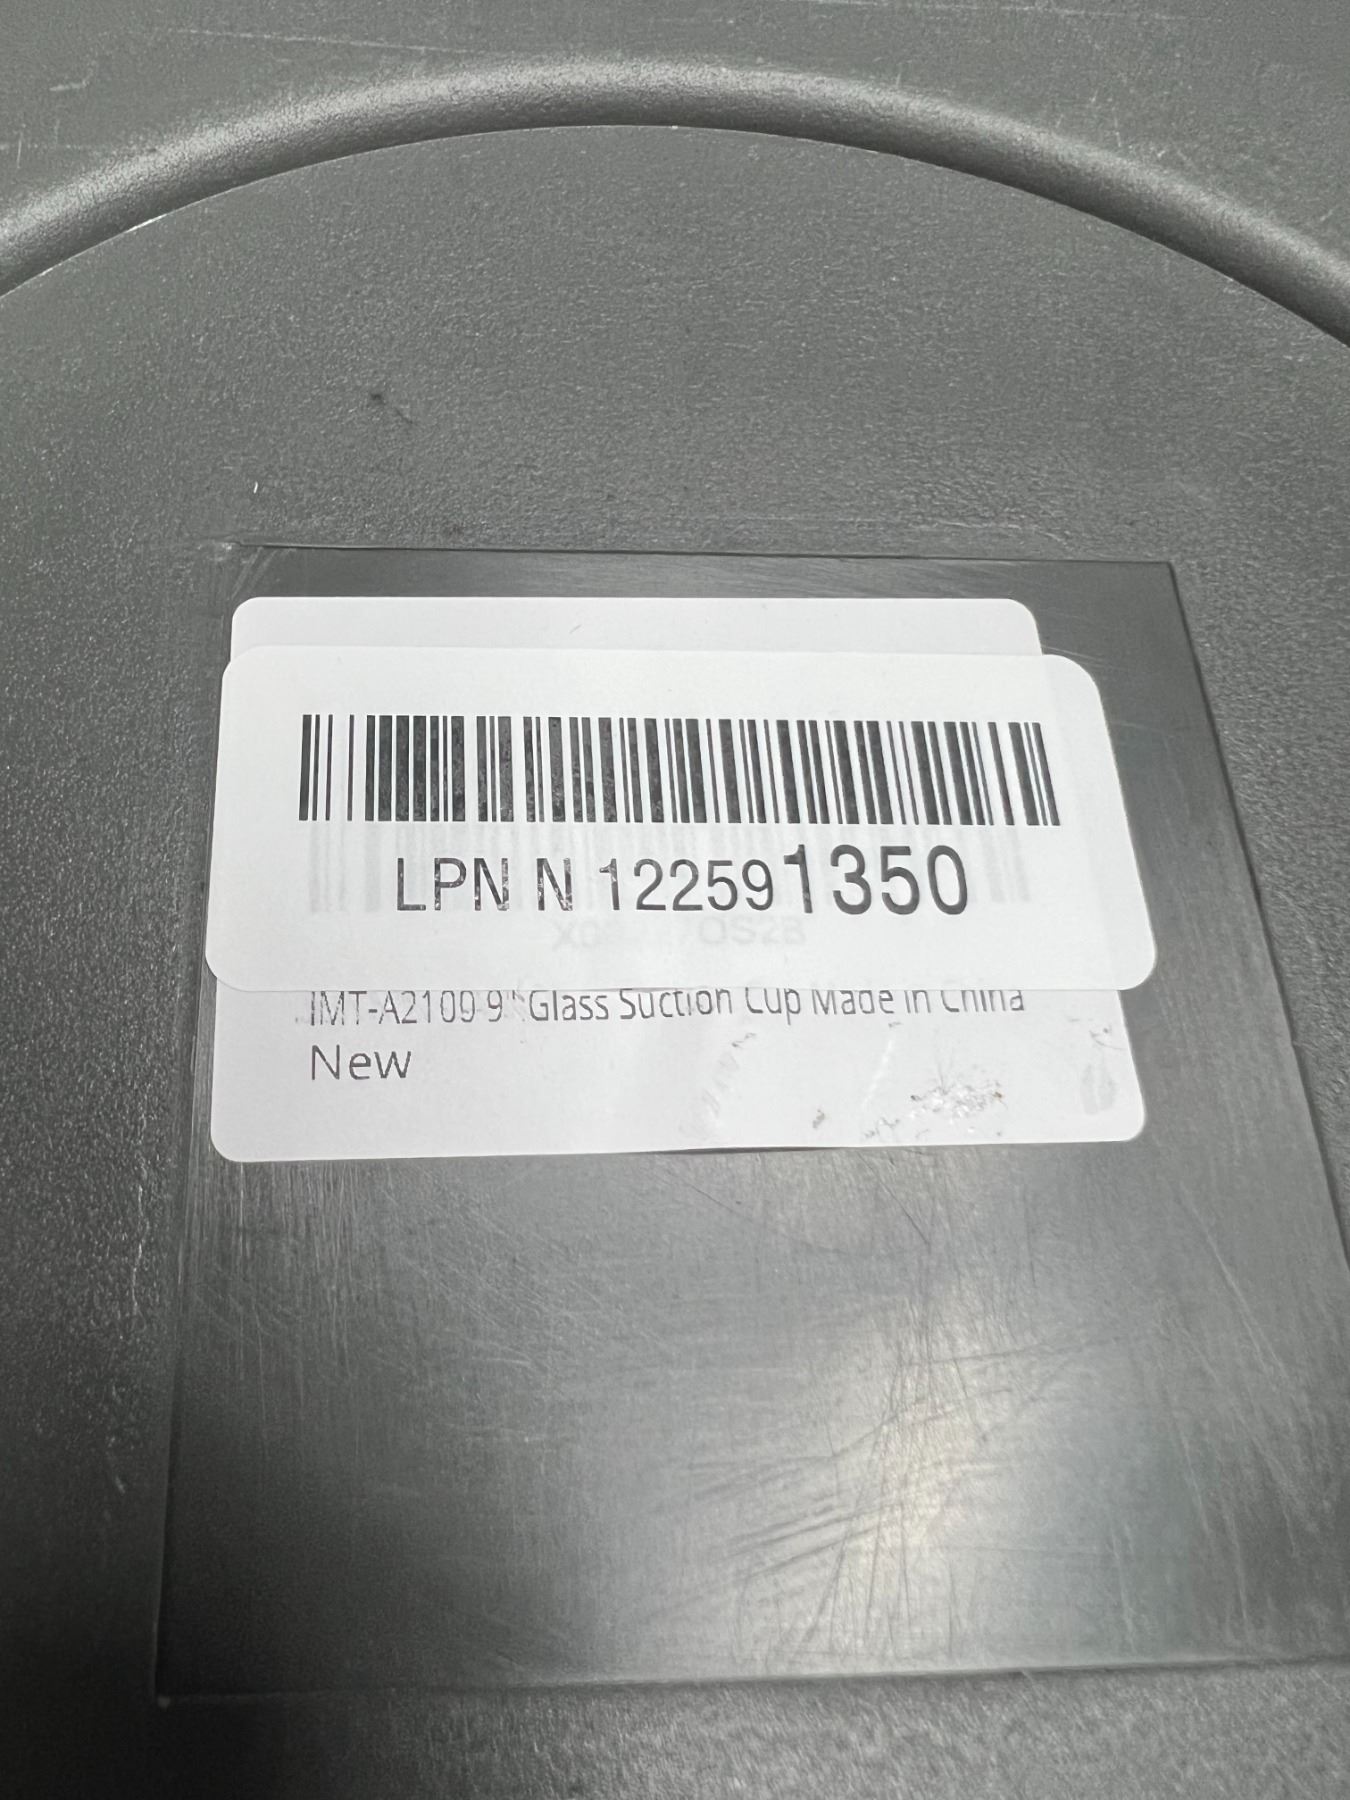 LPN N 122591350
IMT-A2100 9" Glass Suction Cup Made in China
New